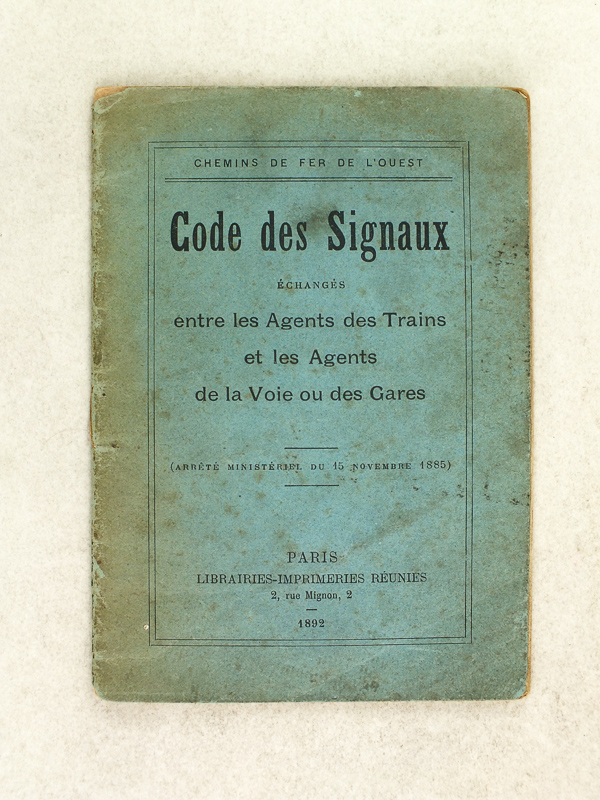 CHEMINS DE FER DE L'OUEST
Code des Signaux
ÉCHANGÉS
entre les Agents des Trains
et les Agents
de la Voie ou des Gares
(ARRÊTÉ MINISTÉRIEL DU 15 NOVEMBRE 1885)
PARIS
LIBRAIRIES-IMPRIMERIES RÉUNIES
2, rue Mignon, 2
1892